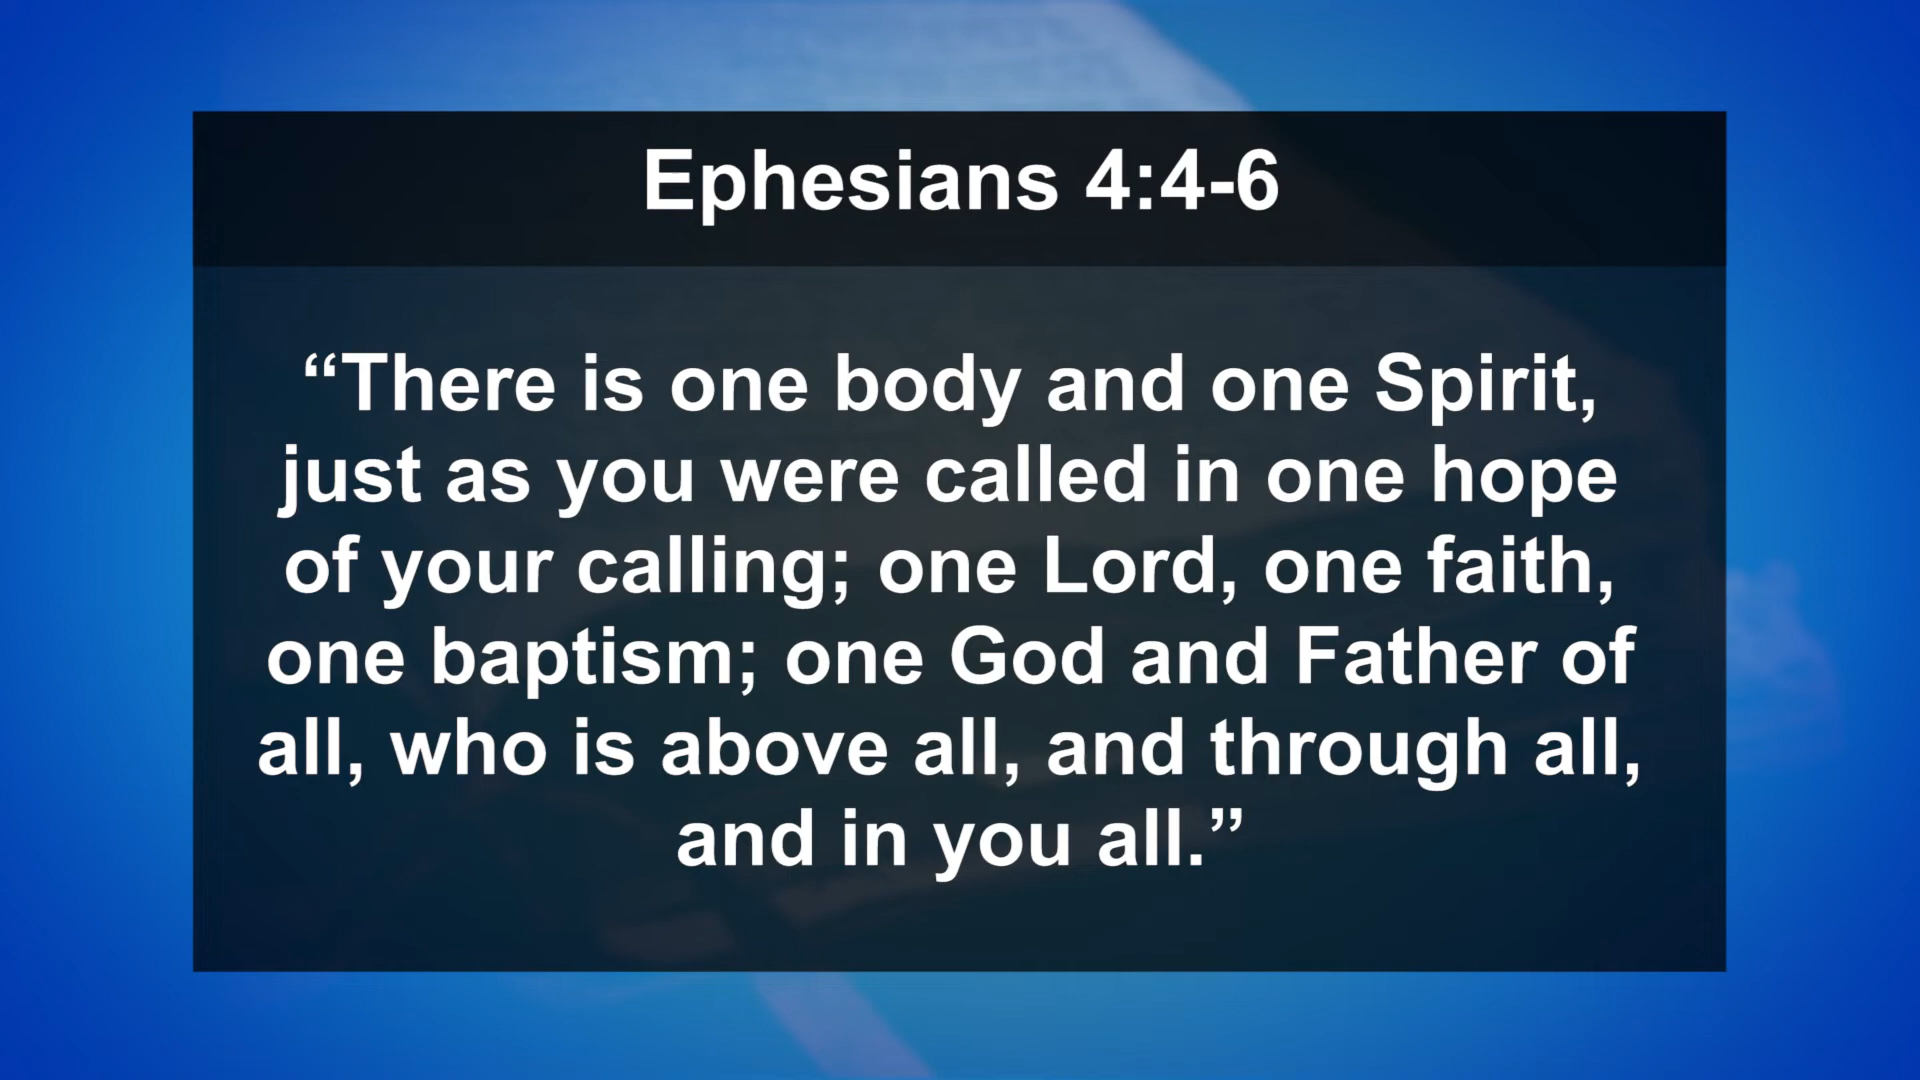 Ephesians 4:4-6
“There is one body and one Spirit,
just as you were called in one hope
of your calling; one Lord, one faith,
one baptism; one God and Father of
all, who is above all, and through all,
and in you all.”